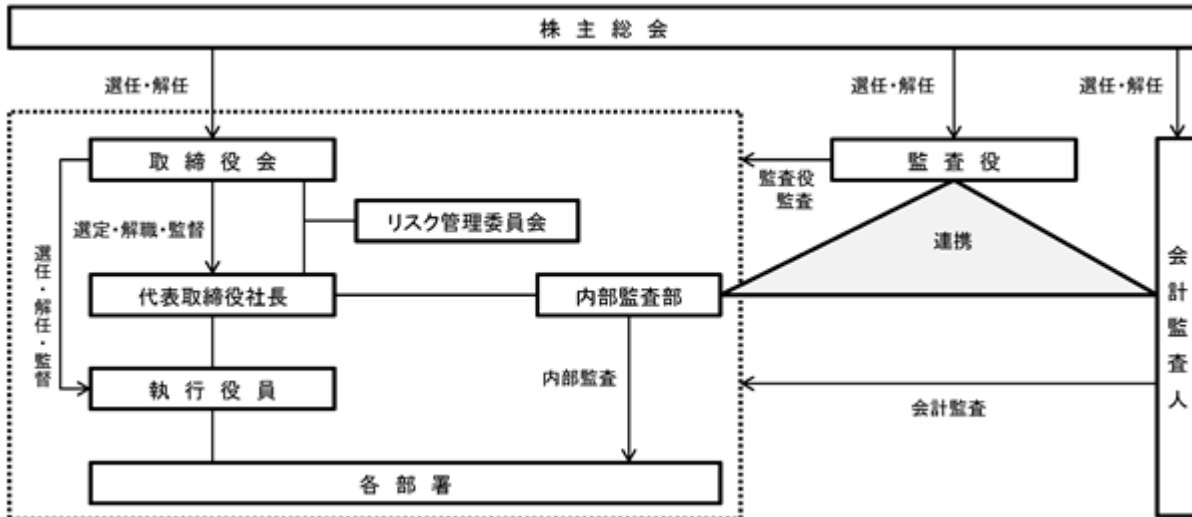 株主総会
選任・解任
選任・解任
選任・解任
取締役会
監査役
監査役
監査
リスク管理委員会
選定・解職・監督
連携
選任・解任・監督
代表取締役社長
内部監査部
会計監査人
執行役員
内部監査
会計監査
各部署